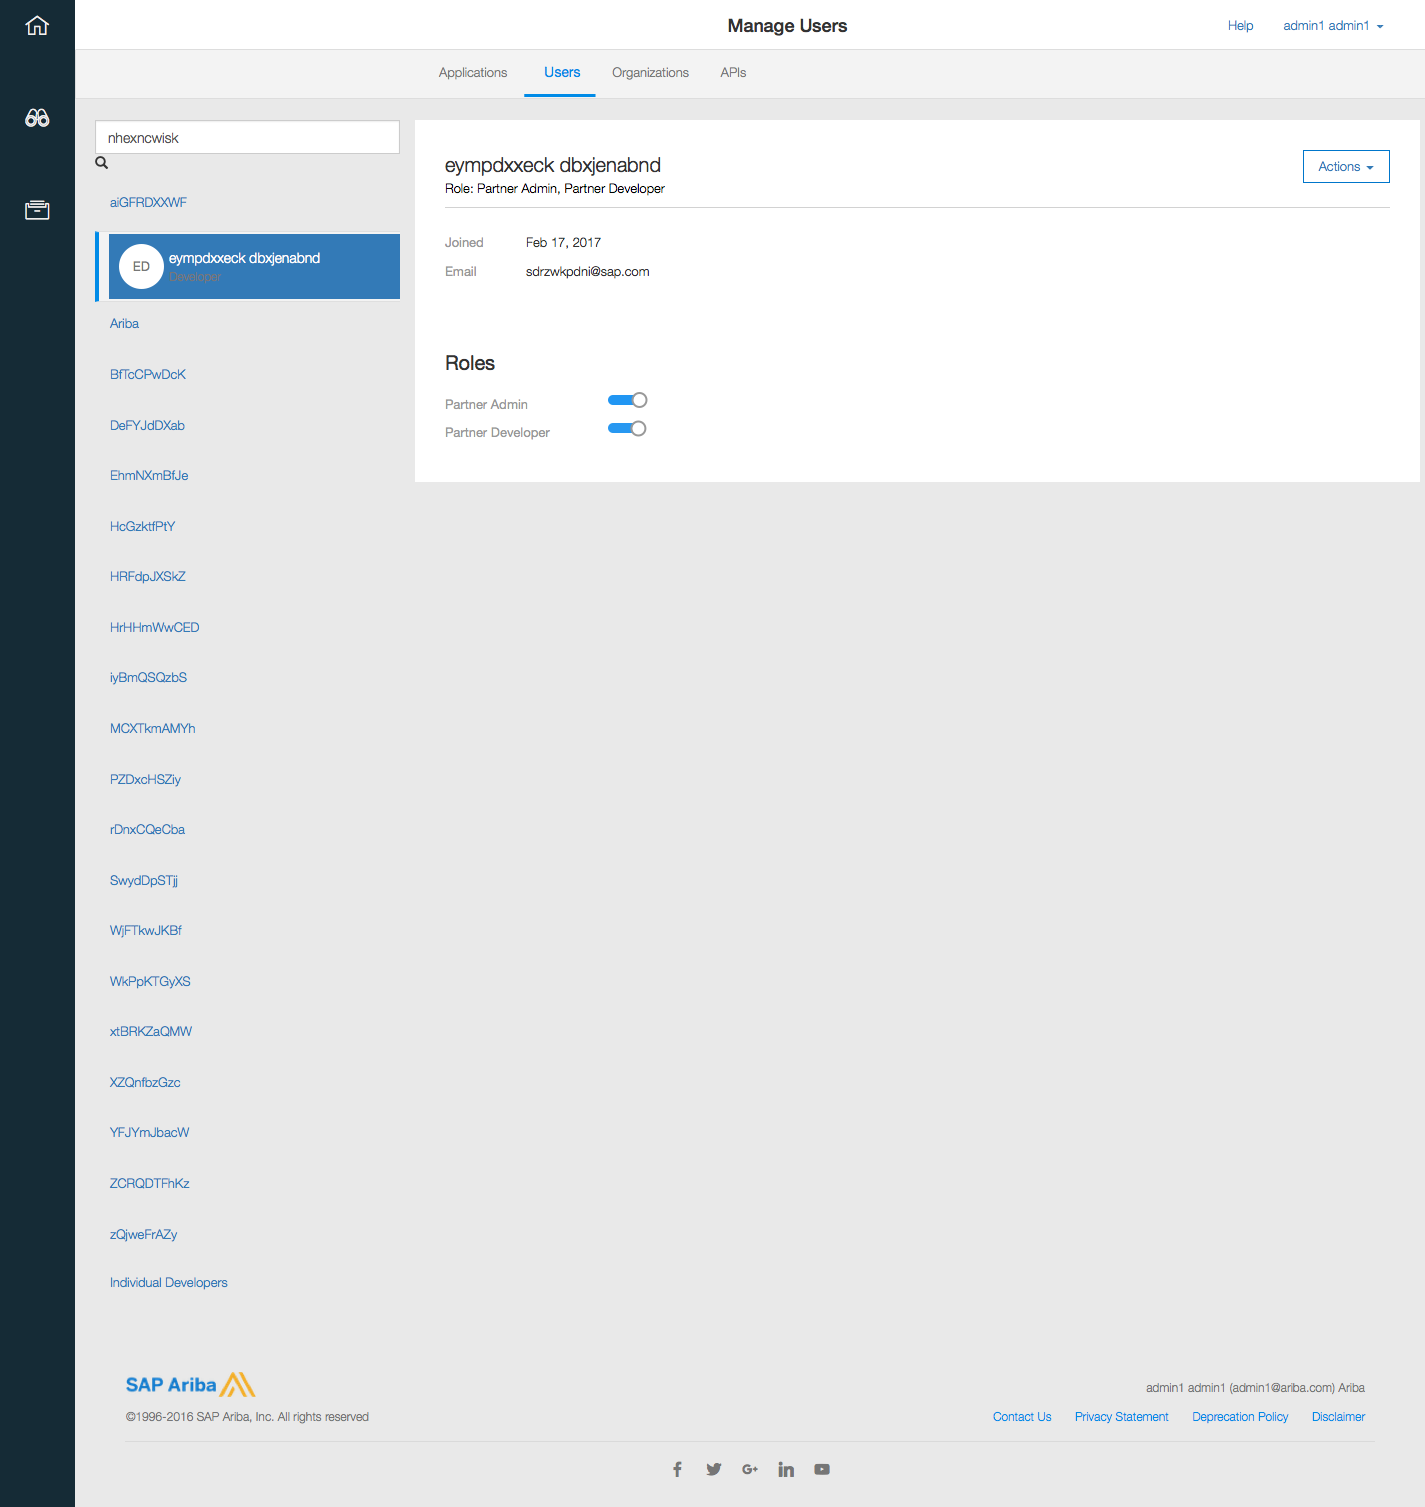 Manage Users
Help
admin1 admin1
Applications
Users
Organizations
APIs
nhexncwisk
aiGFRDXXWF
ED
eympdxxeck dbxjenabnd
Developer
Ariba
BfTcCPwDcK
DeFYJdDXab
EhmNXmBfJe
HcGzktfPtY
HRFdpJXSkZ
HrHHmWwCED
iyBmQSQzbS
MCXTkmAMYh
PZDxcHSZiy
rDnxCQeCba
SwydDpSTjj
WjFTkwJKBf
WkPpKTGyXS
xtBRKZaQMW
XZQnfbzGzc
YFJYmJbacW
ZCRQDTFhKz
zQjweFrAZy
Individual Developers
eympdxxeck dbxjenabnd
Actions
Role: Partner Admin, Partner Developer
Joined Feb 17, 2017
Email sdrzwkpdni@sap.com
Roles
Partner Admin
Partner Developer
SAP Ariba
©1996-2016 SAP Ariba, Inc. All rights reserved
admin1 admin1 (admin1@ariba.com) Ariba
Contact Us Privacy Statement Deprecation Policy Disclaimer